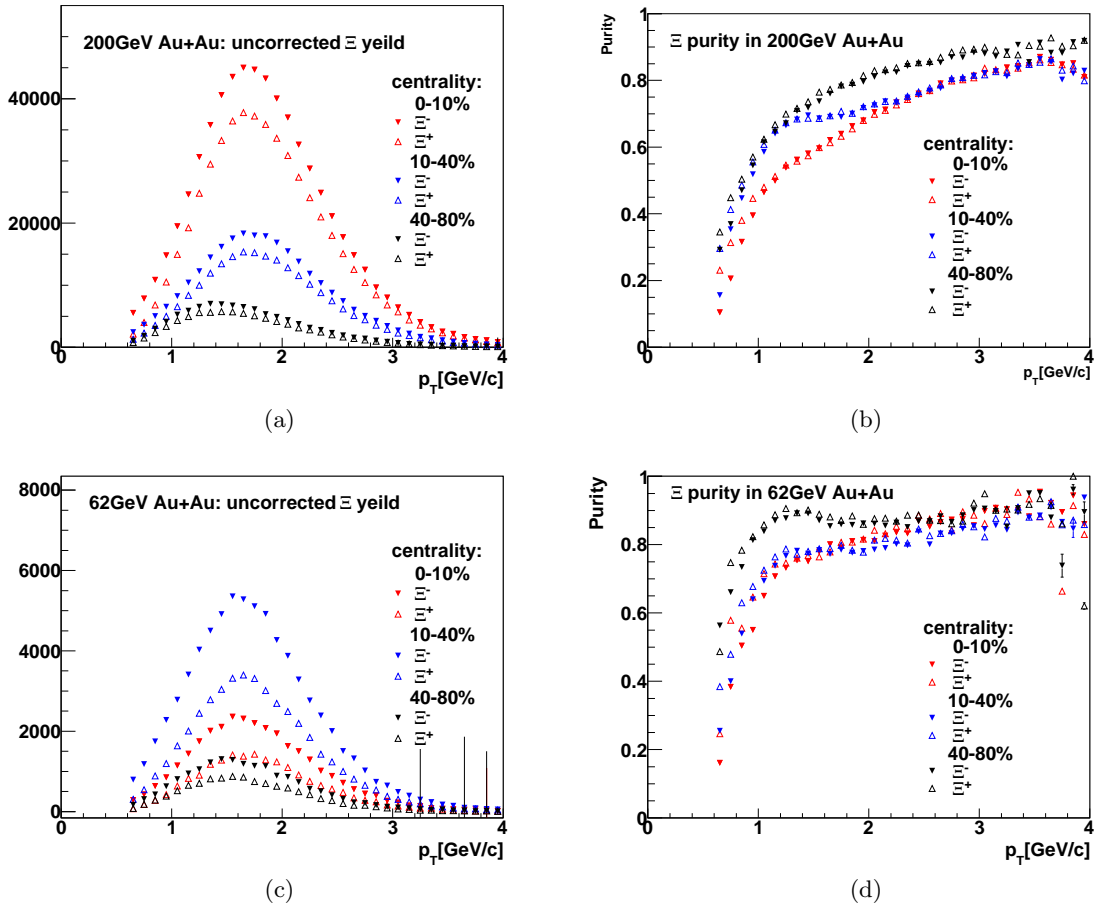 200GeV Au+Au: uncorrected Ξ yeild
centrality:
0-10%
Ξ-
Ξ+
10-40%
Ξ-
Ξ+
40-80%
Ξ-
Ξ+
40000
20000
0
0 1 2 3 4
pT[GeV/c]
(a)
Purity
Ξ purity in 200GeV Au+Au
centrality:
0-10%
Ξ-
Ξ+
10-40%
Ξ-
Ξ+
40-80%
Ξ-
Ξ+
1
0.8
0.6
0.4
0.2
0
0 1 2 3 4
pT[GeV/c]
(b)
62GeV Au+Au: uncorrected Ξ yeild
centrality:
0-10%
Ξ-
Ξ+
10-40%
Ξ-
Ξ+
40-80%
Ξ-
Ξ+
8000
6000
4000
2000
0
0 1 2 3 4
pT[GeV/c]
(c)
Purity
Ξ purity in 62GeV Au+Au
centrality:
0-10%
Ξ-
Ξ+
10-40%
Ξ-
Ξ+
40-80%
Ξ-
Ξ+
1
0.8
0.6
0.4
0.2
0
0 1 2 3 4
pT[GeV/c]
(d)